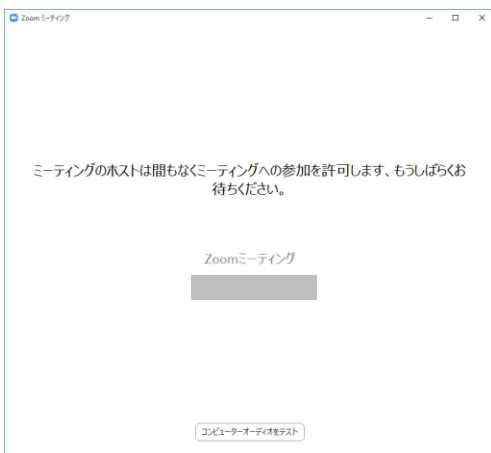 Zoom ミーティング
ミーティングのホストは間もなくミーティングへの参加を許可します、もうしばらくお
待ちください。
Zoomミーティング
コンピューターオーディオをテスト